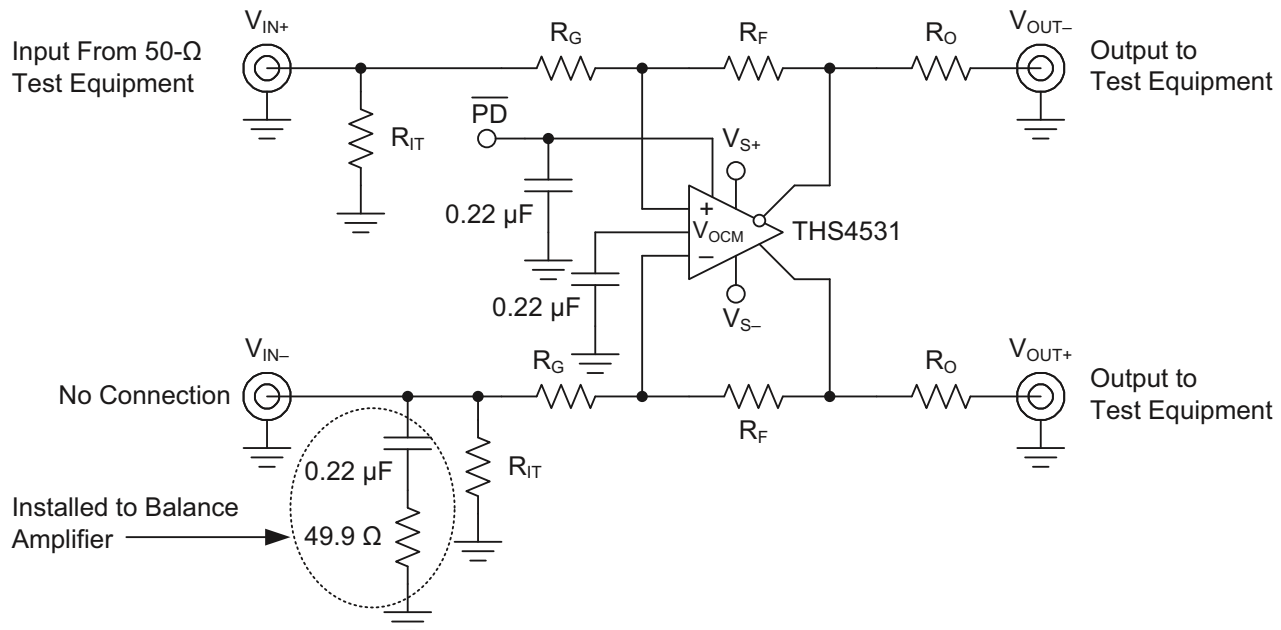 V_IN+
Input From 50-Ω
Test Equipment
R_IT
R_G
R_F
R_O
V_OUT–
Output to
Test Equipment
PD
0.22 µF
V_S+
+
V_OCM
–
THS4531
V_S–
0.22 µF
V_IN–
No Connection
R_G
R_F
R_O
V_OUT+
Output to
Test Equipment
0.22 µF
R_IT
49.9 Ω
Installed to Balance
Amplifier